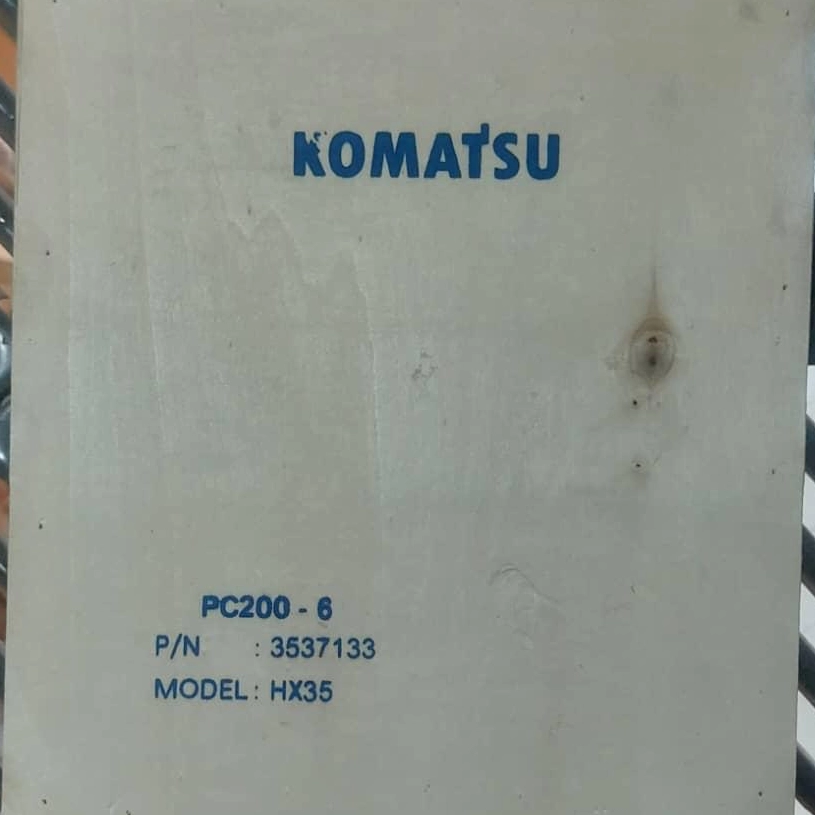 KOMATSU
PC200 - 6
P/N : 3537133
MODEL : HX35